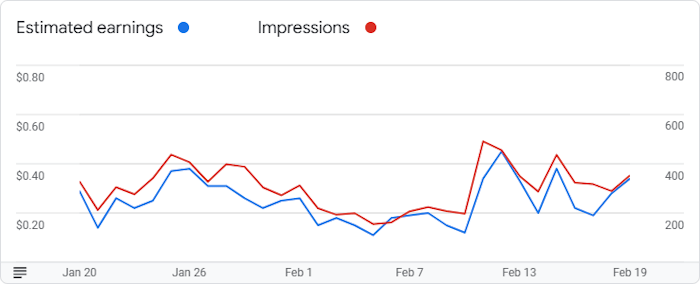 Estimated earnings Impressions
$0.80 800
$0.60 600
$0.40 400
$0.20 200
Jan 20 Jan 26 Feb 1 Feb 7 Feb 13 Feb 19